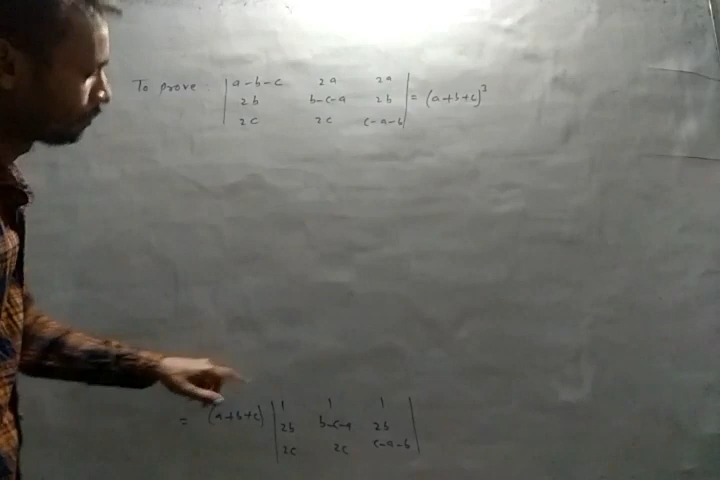 To prove : | a-b-c 2a 2a |
| 2b b-c-a 2b | = (a+b+c)³
| 2c 2c c-a-b |
= (a+b+c) | 1 1 1 |
| 2b b-c-a 2b |
| 2c 2c c-a-b |